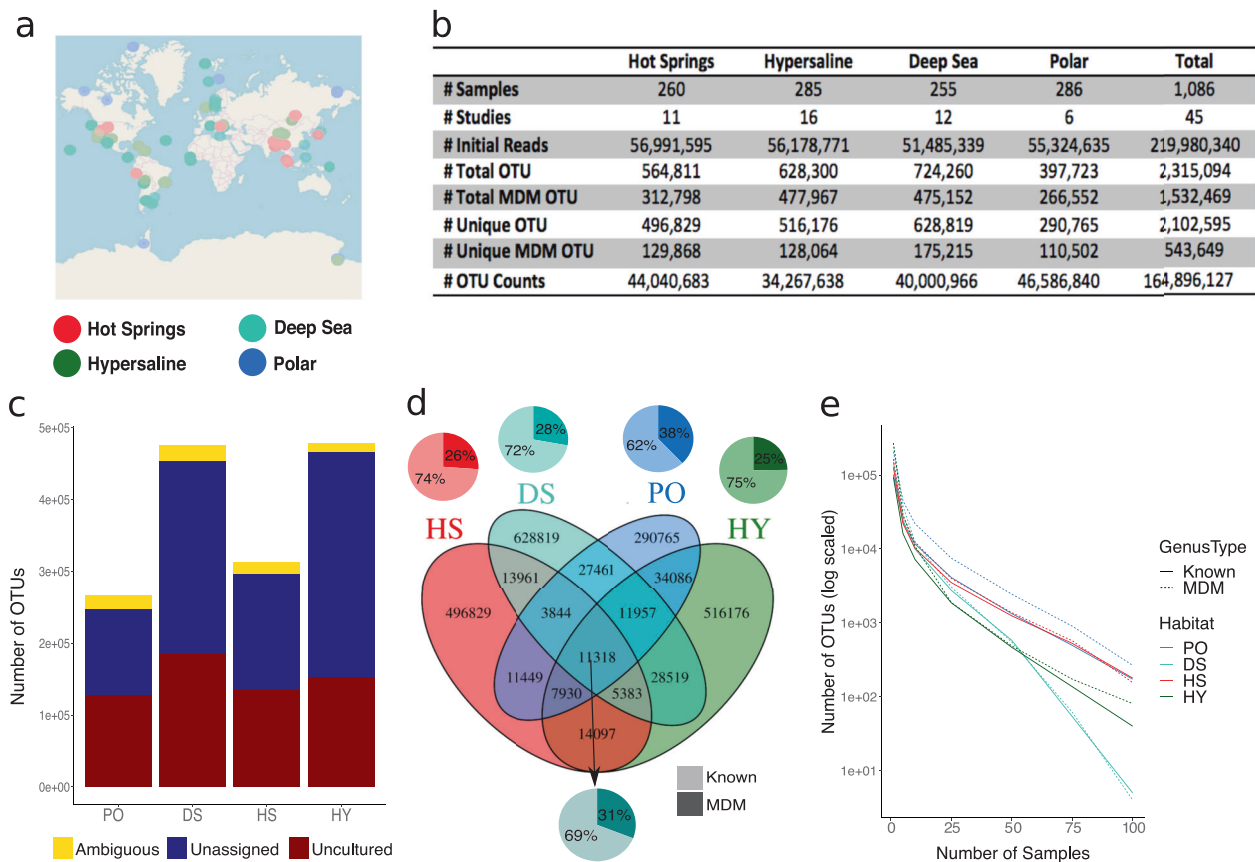 a
Hot Springs
Deep Sea
Hypersaline
Polar
b
Hot Springs Hypersaline Deep Sea Polar Total
# Samples 260 285 255 286 1,086
# Studies 11 16 12 6 45
# Initial Reads 56,991,595 56,178,771 51,485,339 55,324,635 219,980,340
# Total OTU 564,811 628,300 724,260 397,723 2,315,094
# Total MDM OTU 312,798 477,967 475,152 266,552 1,532,469
# Unique OTU 496,829 516,176 628,819 290,765 2,102,595
# Unique MDM OTU 129,868 128,064 175,215 110,502 543,649
# OTU Counts 44,040,683 34,267,638 40,000,966 46,586,840 164,896,127
c
Number of OTUs
5e+05
4e+05
3e+05
2e+05
1e+05
0e+00
PO DS HS HY
Ambiguous Unassigned Uncultured
d
26%
74%
28%
72%
38%
62%
25%
75%
HS
DS
PO
HY
628819
290765
13961
27461
34086
496829
3844
11957
516176
11318
11449
28519
7930
5383
14097
Known
MDM
31%
69%
e
Number of OTUs (log scaled)
1e+05
1e+04
1e+03
1e+02
1e+01
0 25 50 75 100
Number of Samples
GenusType
Known
MDM
Habitat
PO
DS
HS
HY